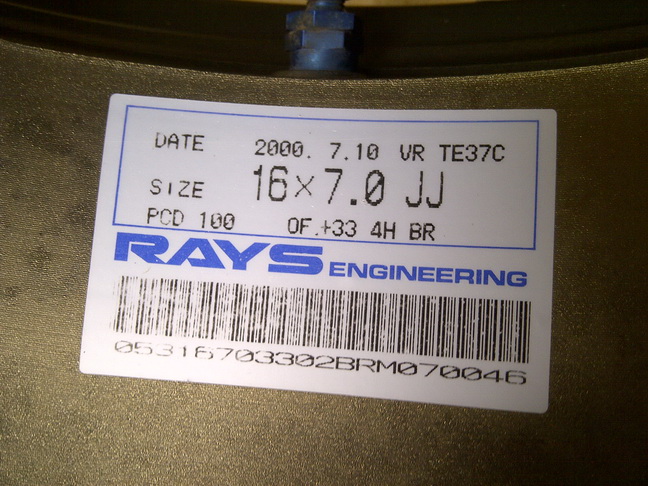 DATE 2000. 7.10 VR TE37C
SIZE 16×7.0 JJ
PCD 100 OF.+33 4H BR
RAYS ENGINEERING
05316703302BRM070046